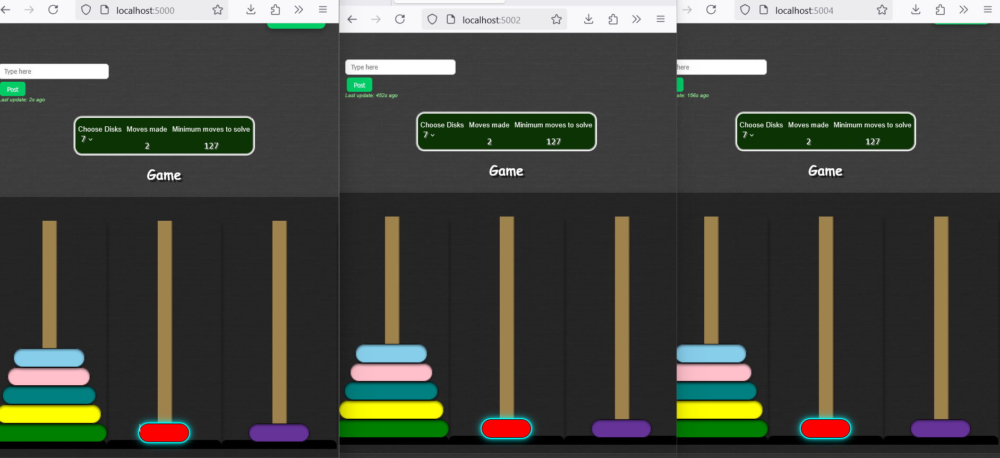 localhost:5000
Type here
Post
Last update: 2s ago
Choose Disks Moves made Minimum moves to solve
7
2 127
Game
localhost:5002
Type here
Post
Last update: 452s ago
Choose Disks Moves made Minimum moves to solve
7
2 127
Game
localhost:5004
here
ate: 156s ago
Choose Disks Moves made Minimum moves to solve
7
2 127
Game